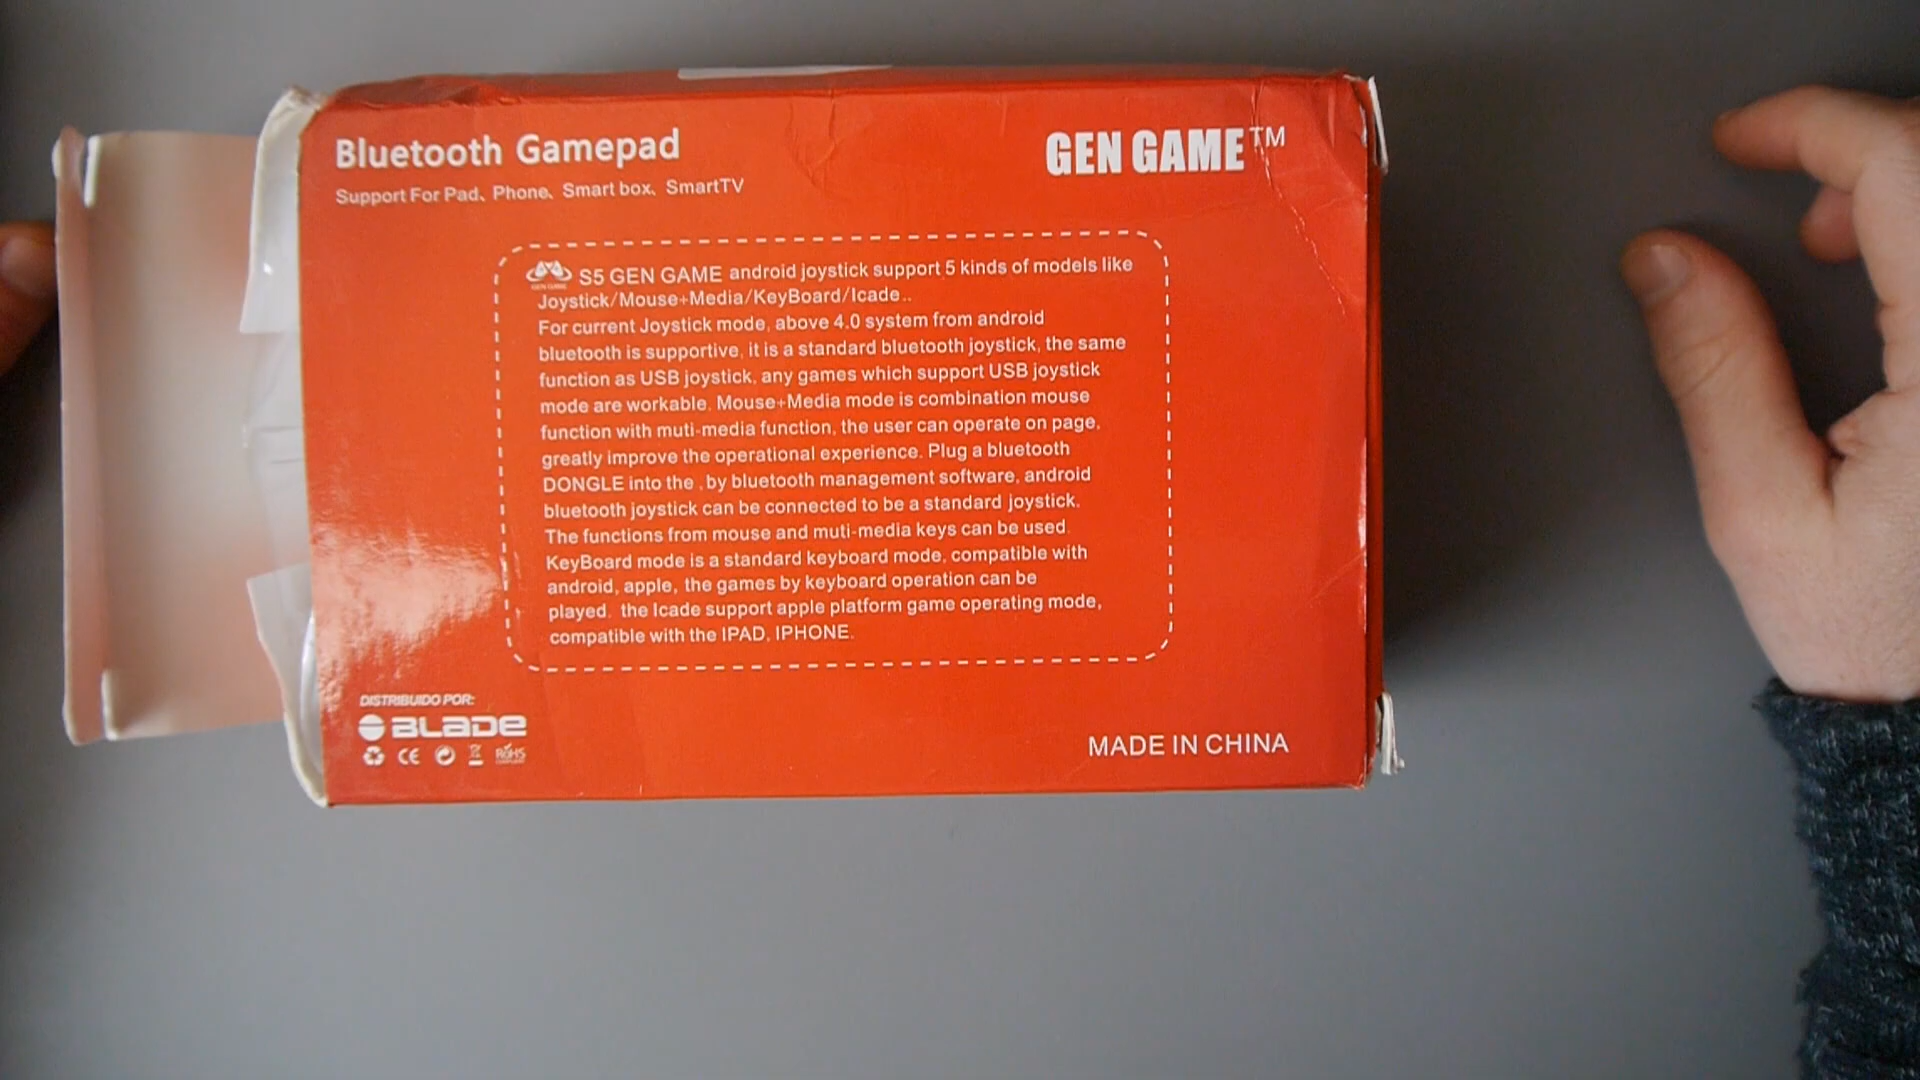 Bluetooth Gamepad
GEN GAME™
Support For Pad、Phone、Smart box、SmartTV
S5 GEN GAME android joystick support 5 kinds of models like
Joystick/Mouse+Media/KeyBoard/Icade..
For current Joystick mode, above 4.0 system from android
bluetooth is supportive, it is a standard bluetooth joystick, the same
function as USB joystick, any games which support USB joystick
mode are workable. Mouse+Media mode is combination mouse
function with muti-media function, the user can operate on page,
greatly improve the operational experience. Plug a bluetooth
DONGLE into the , by bluetooth management software, android
bluetooth joystick can be connected to be a standard joystick.
The functions from mouse and muti-media keys can be used.
KeyBoard mode is a standard keyboard mode, compatible with
android, apple, the games by keyboard operation can be
played. the Icade support apple platform game operating mode,
compatible with the IPAD, IPHONE.
DISTRIBUIDO POR:
BLADE
CE RoHS
MADE IN CHINA